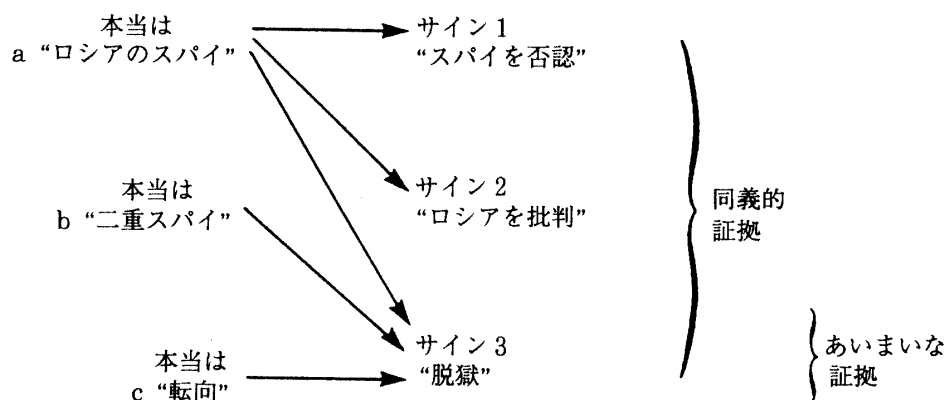 本当は
a “ロシアのスパイ”
サイン1
“スパイを否認”
本当は
b “二重スパイ”
サイン2
“ロシアを批判”
同義的
証拠
本当は
c “転向”
サイン3
“脱獄”
あいまいな
証拠